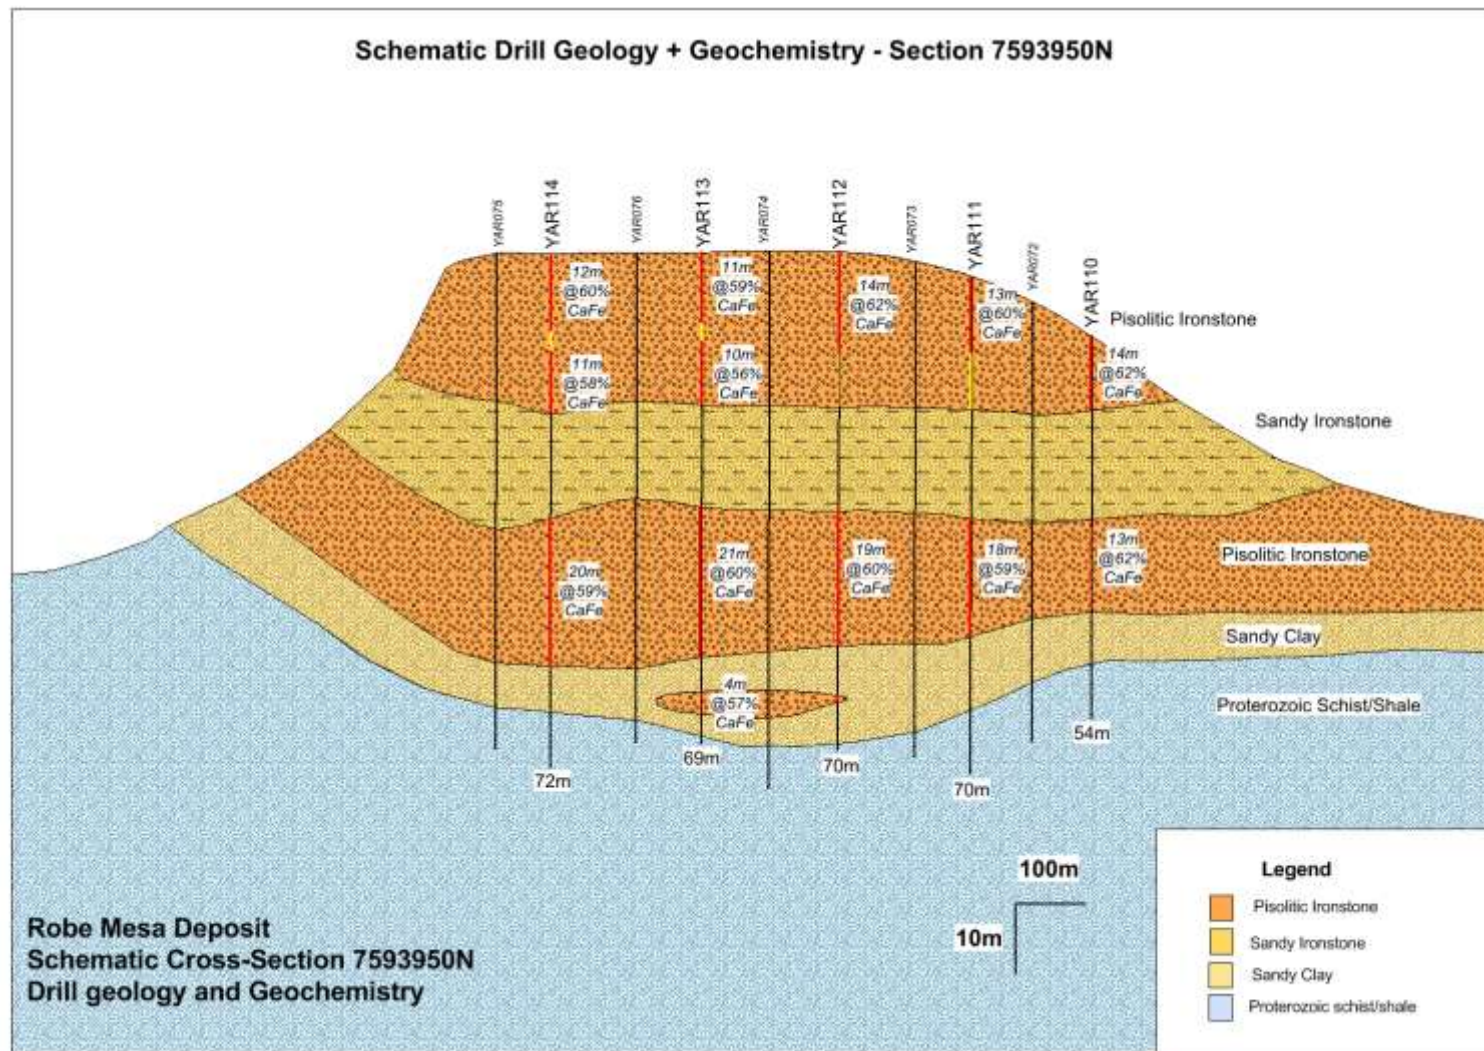 Schematic Drill Geology + Geochemistry - Section 7593950N
YAR075
YAR114
YAR076
YAR113
YAR074
YAR112
YAR073
YAR111
YAR072
YAR110
12m
@60%
CaFe
11m
@59%
CaFe
14m
@62%
CaFe
13m
@60%
CaFe
Pisolitic Ironstone
11m
@58%
CaFe
10m
@56%
CaFe
14m
@62%
CaFe
Sandy Ironstone
20m
@59%
CaFe
21m
@60%
CaFe
19m
@60%
CaFe
18m
@59%
CaFe
13m
@62%
CaFe
Pisolitic Ironstone
Sandy Clay
4m
@57%
CaFe
Proterozoic Schist/Shale
72m
69m
70m
70m
54m
100m
10m
Robe Mesa Deposit
Schematic Cross-Section 7593950N
Drill geology and Geochemistry
Legend
Pisolitic Ironstone
Sandy Ironstone
Sandy Clay
Proterozoic schist/shale